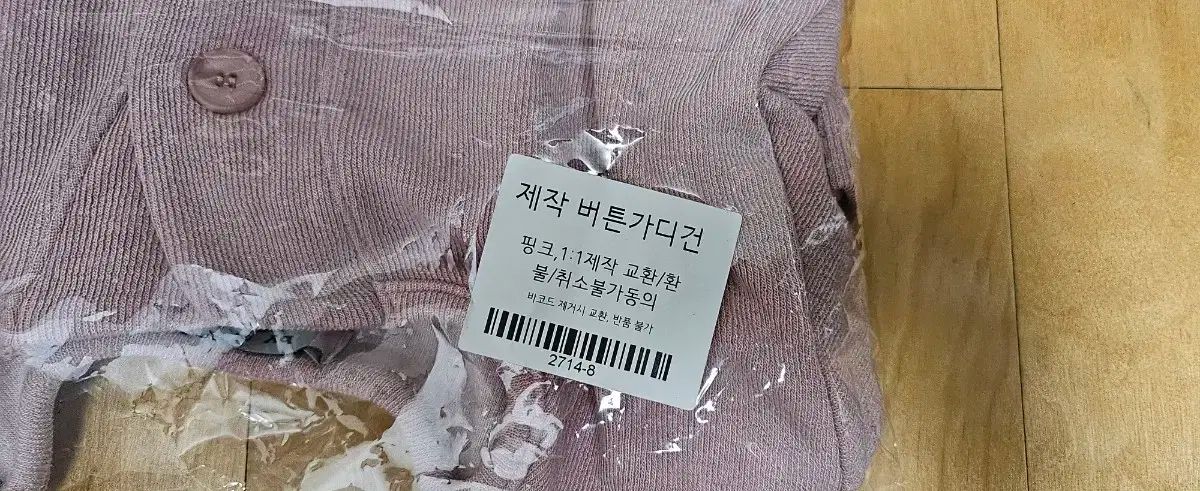 제작 버튼가디건
핑크,1:1제작 교환/환
불/취소불가동의
비코드 제거시 교환, 반품 불가
2714-8